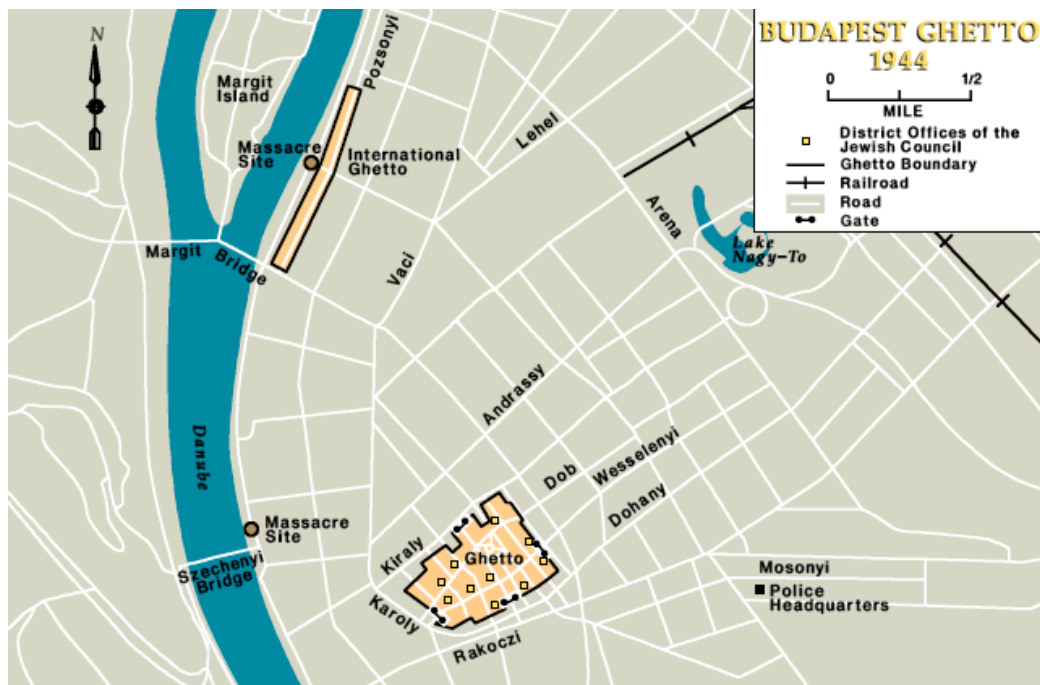 BUDAPEST GHETTO
1944
0 1/2
MILE
District Offices of the
Jewish Council
Ghetto Boundary
Railroad
Road
Gate
N
Margit
Island
Pozsonyi
Massacre
Site
International
Ghetto
Lehel
Arena
Lake
Nagy-To
Margit
Bridge
Vaci
Andrassy
Danube
Dob
Wesselenyi
Dohany
Massacre
Site
Kiraly
Ghetto
Szechenyi
Bridge
Karoly
Rakoczi
Mosonyi
Police
Headquarters